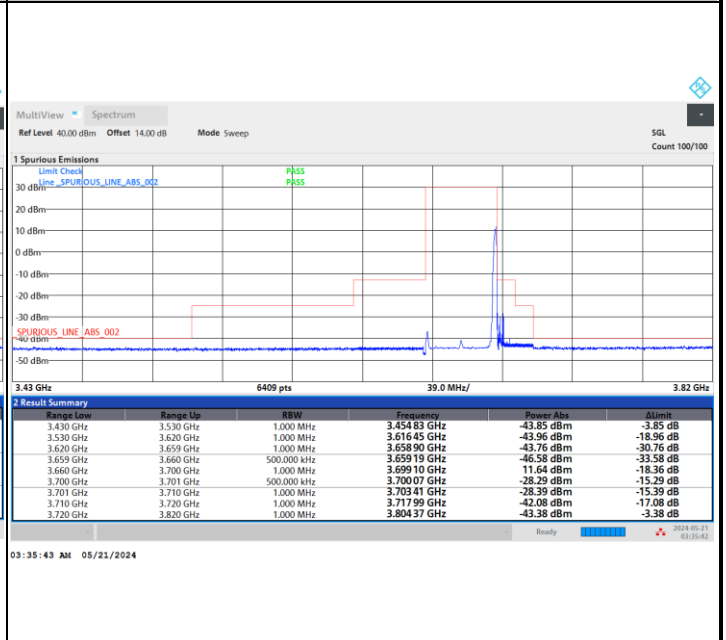 MultiView Spectrum
Ref Level 40.00 dBm Offset 14.00 dB Mode Sweep SGL
Count 100/100
1 Spurious Emissions
Limit Check PASS
Line _SPURIOUS_LINE_ABS_002 PASS
30 dBm
20 dBm
10 dBm
0 dBm
-10 dBm
-20 dBm
-30 dBm
SPURIOUS_LINE_ABS_002
-40 dBm
-50 dBm
3.43 GHz 6409 pts 39.0 MHz/ 3.82 GHz
2 Result Summary
Range Low Range Up RBW Frequency Power Abs ΔLimit
3.430 GHz 3.530 GHz 1.000 MHz 3.454 83 GHz -43.85 dBm -3.85 dB
3.530 GHz 3.620 GHz 1.000 MHz 3.616 45 GHz -43.96 dBm -18.96 dB
3.620 GHz 3.659 GHz 1.000 MHz 3.658 90 GHz -43.76 dBm -30.76 dB
3.659 GHz 3.660 GHz 500.000 kHz 3.659 19 GHz -46.58 dBm -33.58 dB
3.660 GHz 3.700 GHz 1.000 MHz 3.699 10 GHz 11.64 dBm -18.36 dB
3.700 GHz 3.701 GHz 500.000 kHz 3.700 07 GHz -28.29 dBm -15.29 dB
3.701 GHz 3.710 GHz 1.000 MHz 3.703 41 GHz -28.39 dBm -15.39 dB
3.710 GHz 3.720 GHz 1.000 MHz 3.717 99 GHz -42.08 dBm -17.08 dB
3.720 GHz 3.820 GHz 1.000 MHz 3.804 37 GHz -43.38 dBm -3.38 dB
Ready 2024-05-21
03:35:42
03:35:43 AM 05/21/2024